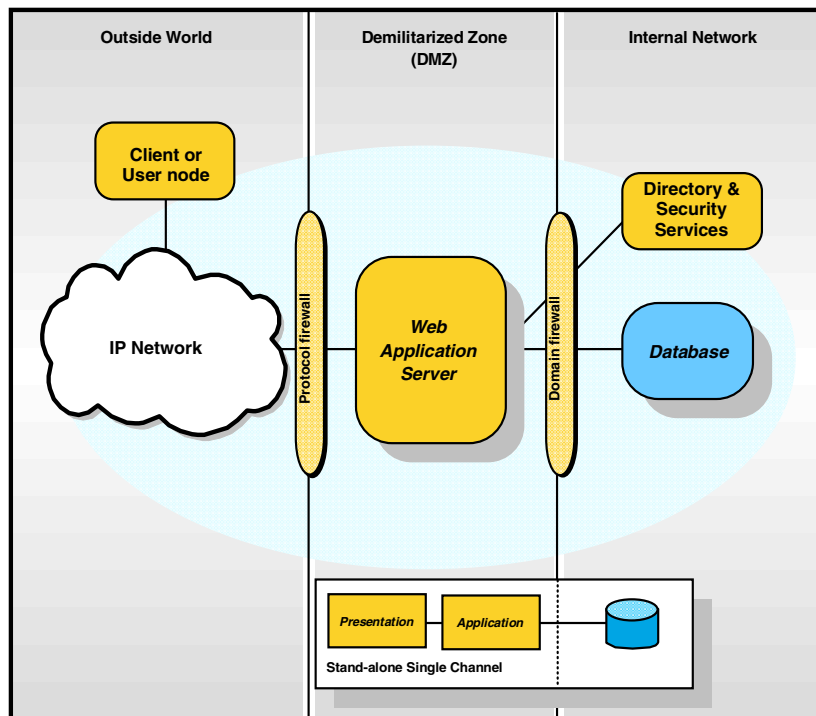 Outside World
Demilitarized Zone
(DMZ)
Internal Network
Client or
User node
Directory &
Security
Services
IP Network
Protocol firewall
Web
Application
Server
Domain firewall
Database
Presentation
Application
Stand-alone Single Channel